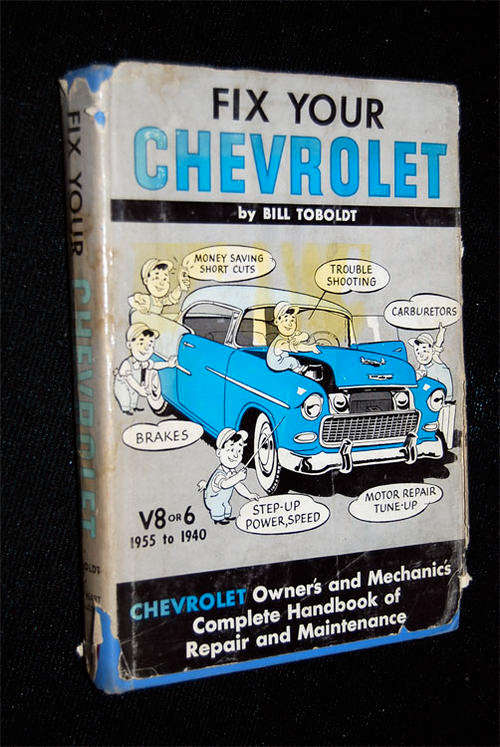 FIX YOUR
CHEVROLET
by BILL TOBOLDT
MONEY SAVING
SHORT CUTS
TROUBLE
SHOOTING
CARBURETORS
BRAKES
STEP-UP
POWER, SPEED
MOTOR REPAIR
TUNE-UP
V8 OR 6
1955 to 1940
CHEVROLET Owner's and Mechanic's
Complete Handbook of
Repair and Maintenance
FIX YOUR
CHEVROLET